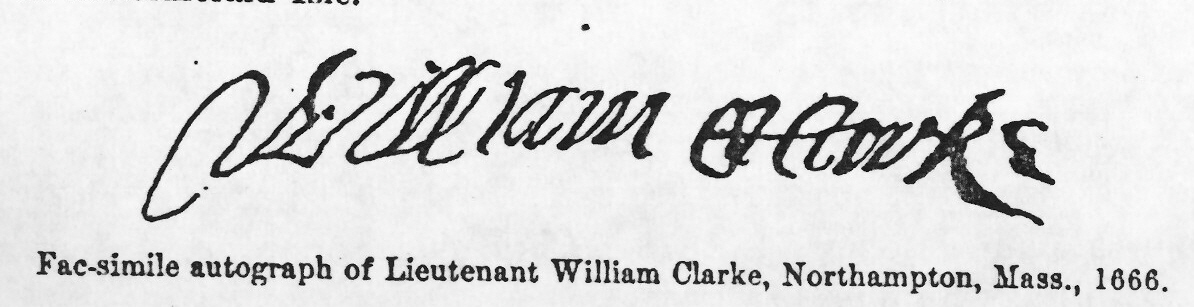 William Clarke
Fac-simile autograph of Lieutenant William Clarke, Northampton, Mass., 1666.